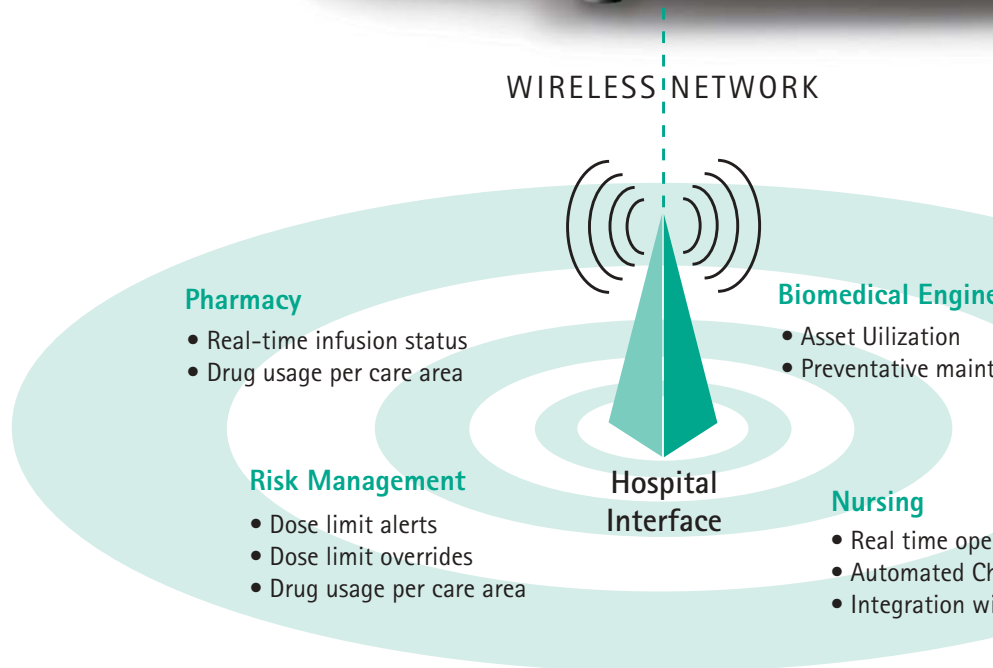 WIRELESS NETWORK
Pharmacy
• Real-time infusion status
• Drug usage per care area
Biomedical Engine
• Asset Uilization
• Preventative maint
Risk Management
• Dose limit alerts
• Dose limit overrides
• Drug usage per care area
Hospital
Interface
Nursing
• Real time ope
• Automated Ch
• Integration wi